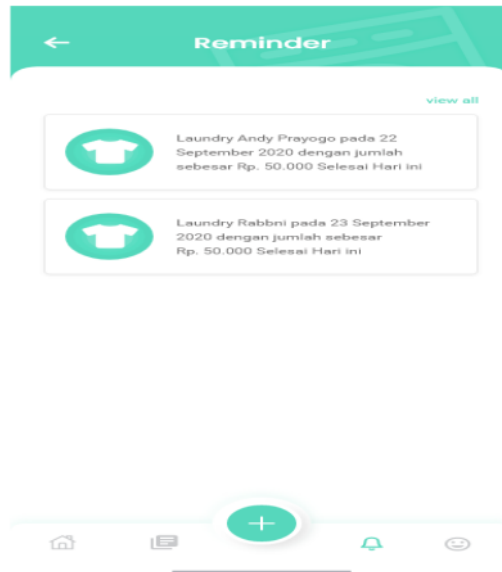 Reminder
view all
Laundry Andy Prayogo pada 22
September 2020 dengan jumlah
sebesar Rp. 50.000 Selesai Hari ini
Laundry Rabbni pada 23 September
2020 dengan jumlah sebesar
Rp. 50.000 Selesai Hari ini